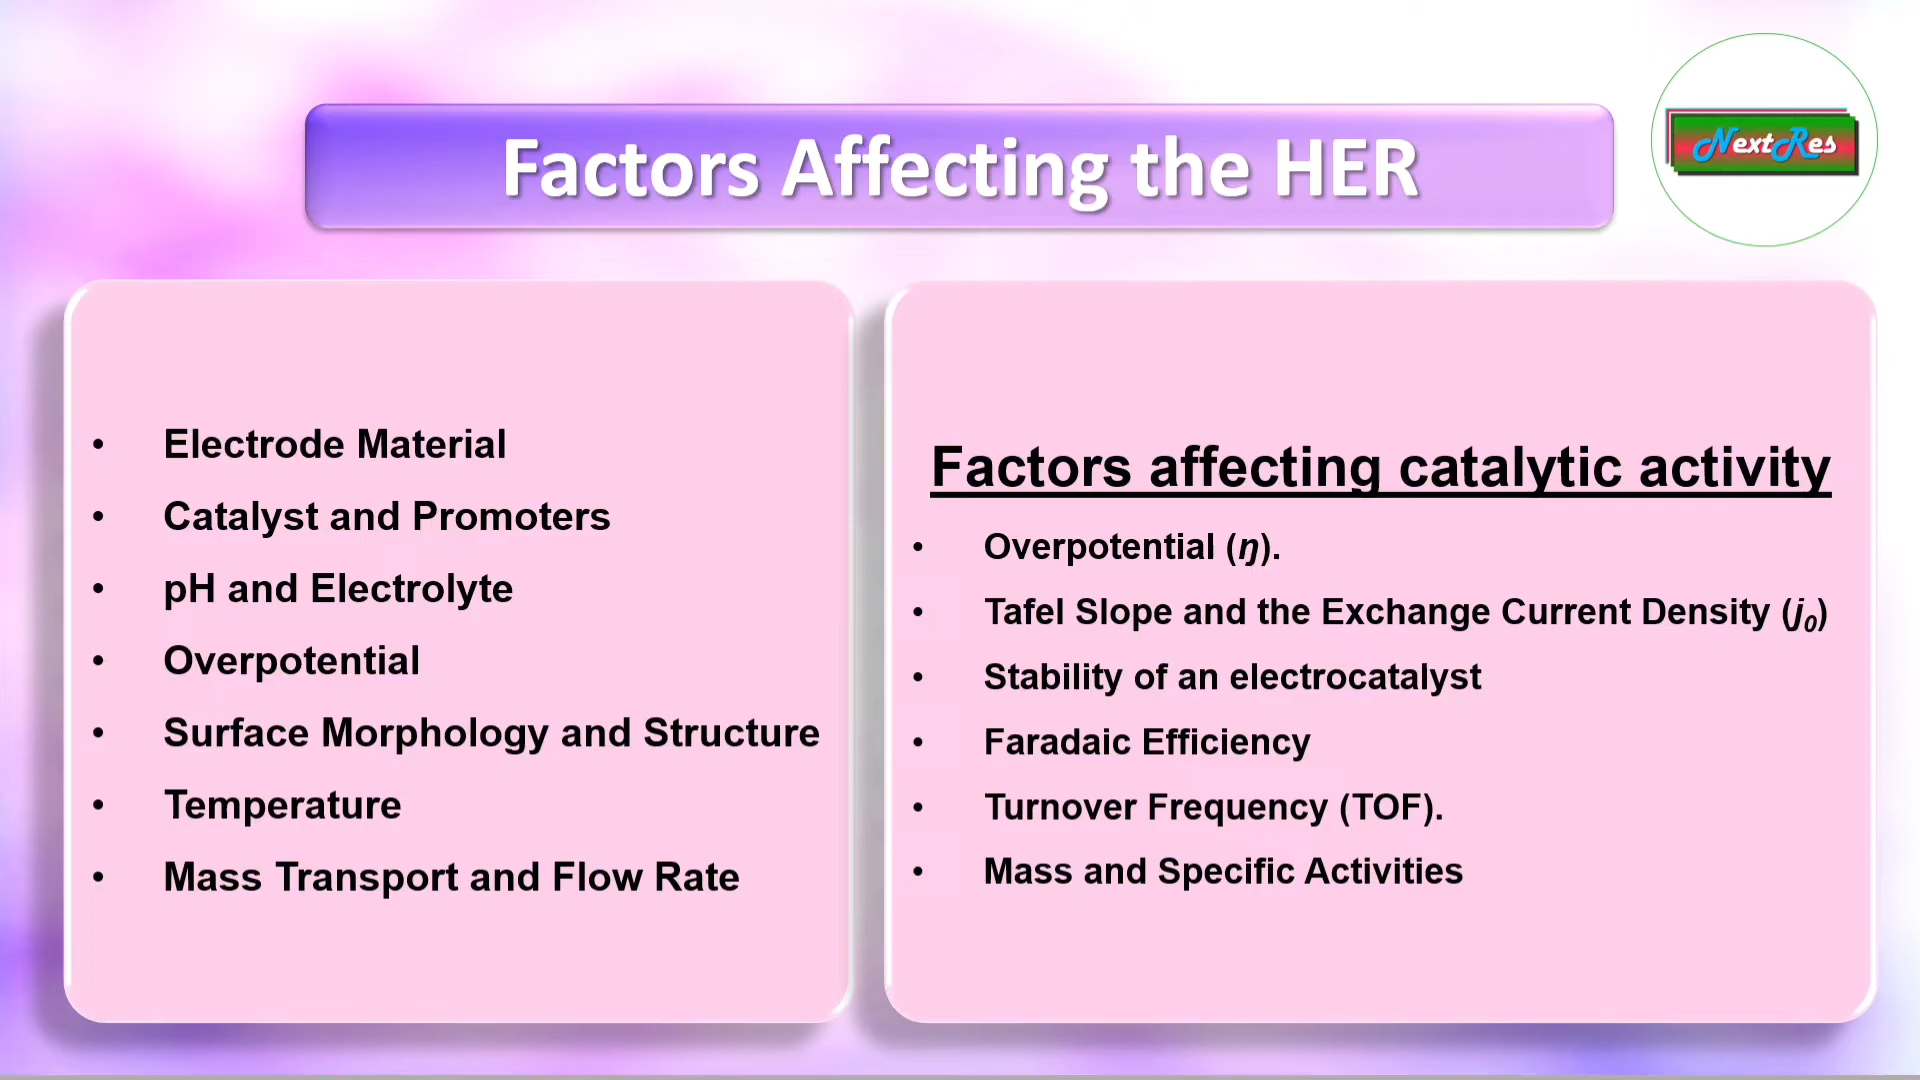 Factors Affecting the HER
NextRes
• Electrode Material
• Catalyst and Promoters
• pH and Electrolyte
• Overpotential
• Surface Morphology and Structure
• Temperature
• Mass Transport and Flow Rate
Factors affecting catalytic activity
• Overpotential (ŋ).
• Tafel Slope and the Exchange Current Density (j₀)
• Stability of an electrocatalyst
• Faradaic Efficiency
• Turnover Frequency (TOF).
• Mass and Specific Activities